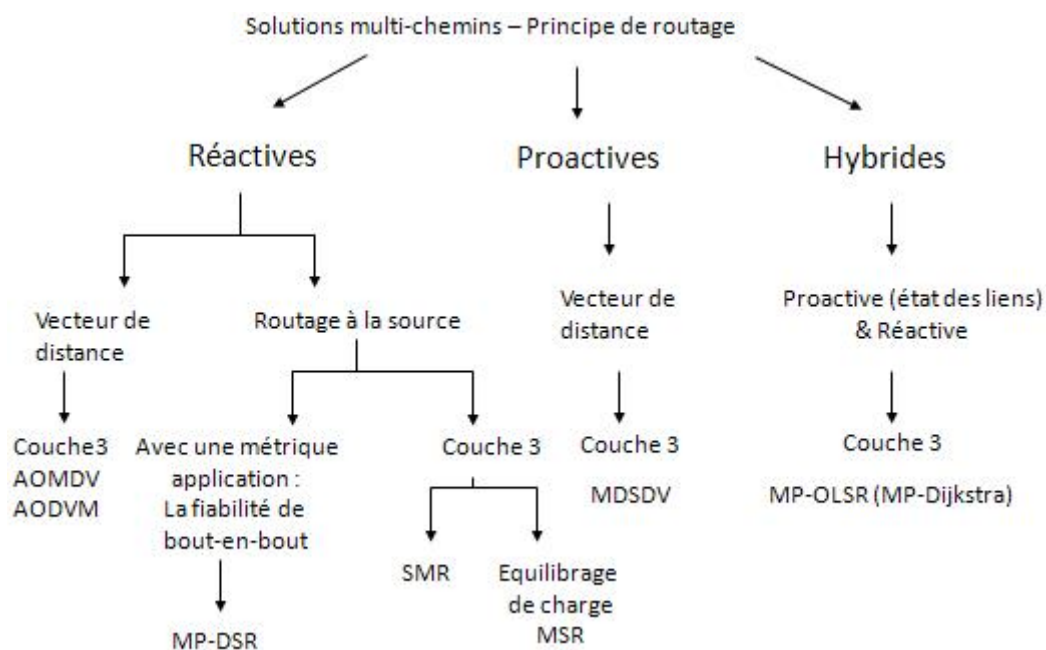 Solutions multi-chemins – Principe de routage
Réactives
Proactives
Hybrides
Vecteur de
distance
Routage à la source
Vecteur de
distance
Proactive (état des liens)
& Réactive
Couche3
AOMDV
AODVM
Avec une métrique
application :
La fiabilité de
bout-en-bout
Couche 3
Couche 3
MDSDV
Couche 3
MP-OLSR (MP-Dijkstra)
MP-DSR
SMR
Equilibrage
de charge
MSR